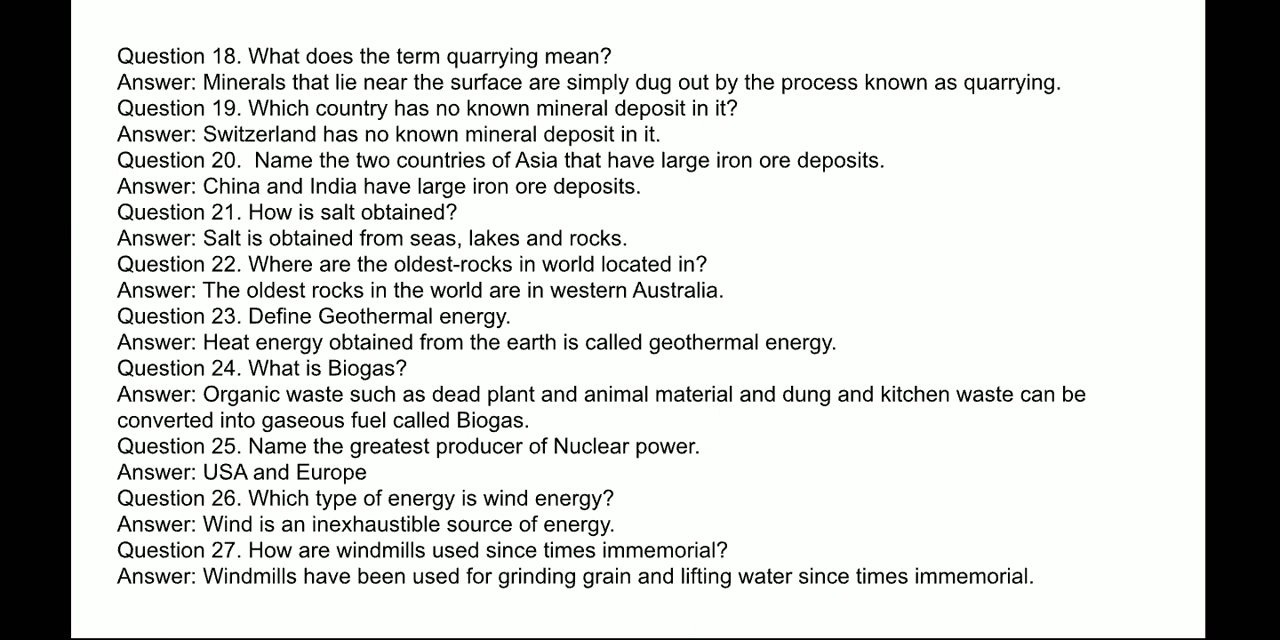 Question 18. What does the term quarrying mean?
Answer: Minerals that lie near the surface are simply dug out by the process known as quarrying.
Question 19. Which country has no known mineral deposit in it?
Answer: Switzerland has no known mineral deposit in it.
Question 20.  Name the two countries of Asia that have large iron ore deposits.
Answer: China and India have large iron ore deposits.
Question 21. How is salt obtained?
Answer: Salt is obtained from seas, lakes and rocks.
Question 22. Where are the oldest-rocks in world located in?
Answer: The oldest rocks in the world are in western Australia.
Question 23. Define Geothermal energy.
Answer: Heat energy obtained from the earth is called geothermal energy.
Question 24. What is Biogas?
Answer: Organic waste such as dead plant and animal material and dung and kitchen waste can be
converted into gaseous fuel called Biogas.
Question 25. Name the greatest producer of Nuclear power.
Answer: USA and Europe
Question 26. Which type of energy is wind energy?
Answer: Wind is an inexhaustible source of energy.
Question 27. How are windmills used since times immemorial?
Answer: Windmills have been used for grinding grain and lifting water since times immemorial.